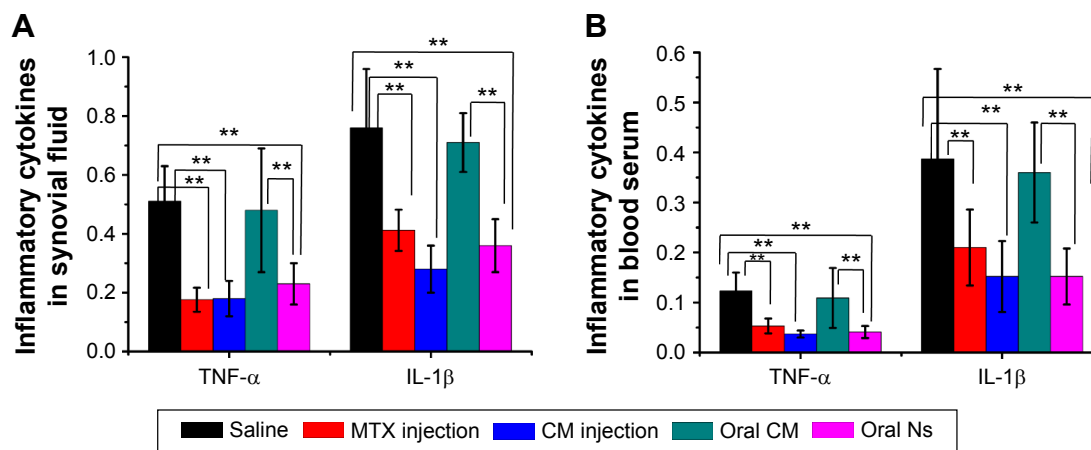 A
Inflammatory cytokines
in synovial fluid
1.0
0.8
0.6
0.4
0.2
0.0
**
**
**
**
**
**
**
**
TNF-α
IL-1β
B
Inflammatory cytokines
in blood serum
0.6
0.5
0.4
0.3
0.2
0.1
0.0
**
**
**
**
**
**
**
**
TNF-α
IL-1β
Saline MTX injection CM injection Oral CM Oral Ns